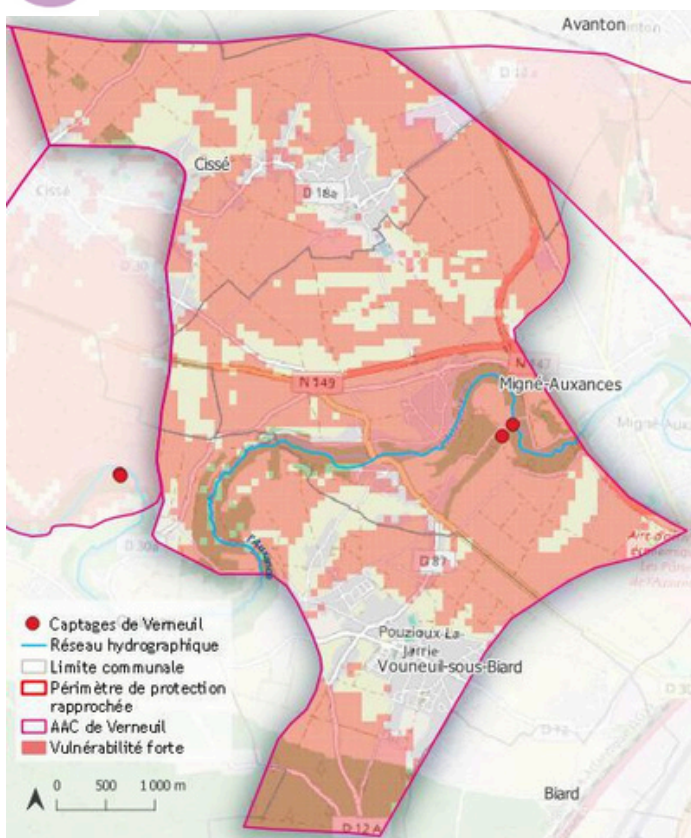 Avanton
D 18a
Cissé
Cissé
D 30
N 149
N 147
Migné-Auxances
D 30a
l'Auxance
D 87
Pouzioux-La-
Jarrie
Vouneuil-sous-Biard
Captages de Verneuil
Réseau hydrographique
Limite communale
Périmètre de protection
rapprochée
AAC de Verneuil
Vulnérabilité forte
0 500 1 000 m
D 12
Biard
D 12A